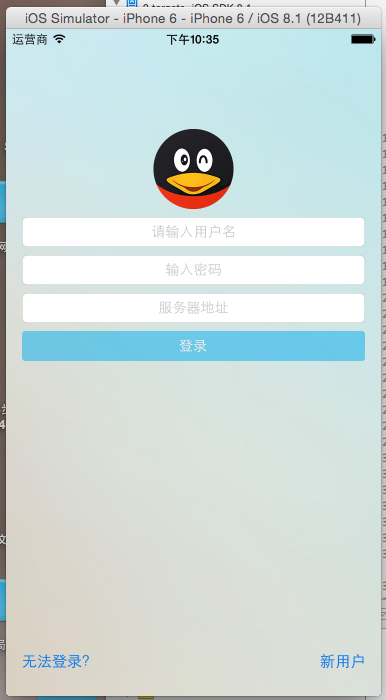 iOS Simulator - iPhone 6 - iPhone 6 / iOS 8.1 (12B411)
运营商 下午10:35
请输入用户名
输入密码
服务器地址
登录
无法登录? 新用户